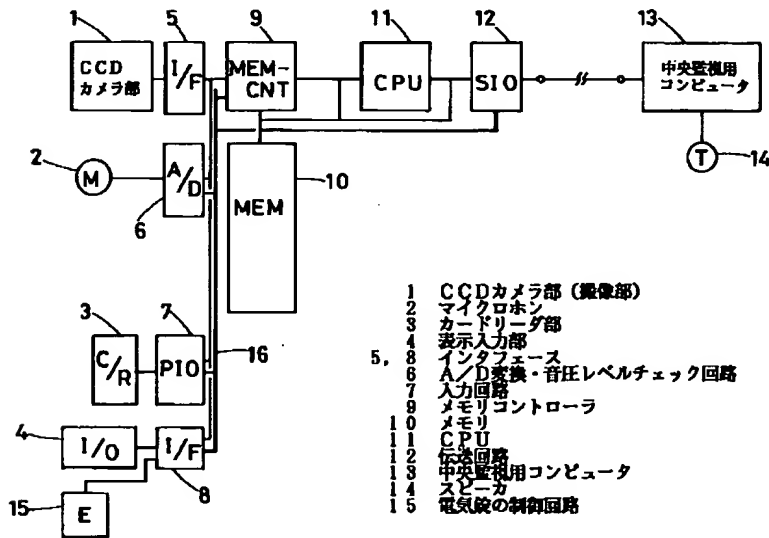 1
5
9
11
12
13
CCD
カメラ部
I/F
MEM-
CNT
CPU
SIO
中央監視用
コンピュータ
2
M
A/D
6
MEM
10
T
14
3
7
C/R
PIO
16
4
I/O
I/F
8
15
E
1 CCDカメラ部 (撮像部)
2 マイクロホン
3 カードリーダ部
4 表示入力部
5, 8 インタフェース
6 A/D変換・音圧レベルチェック回路
7 入力回路
9 メモリコントローラ
10 メモリ
11 CPU
12 伝送回路
13 中央監視用コンピュータ
14 スピーカ
15 電気錠の制御回路